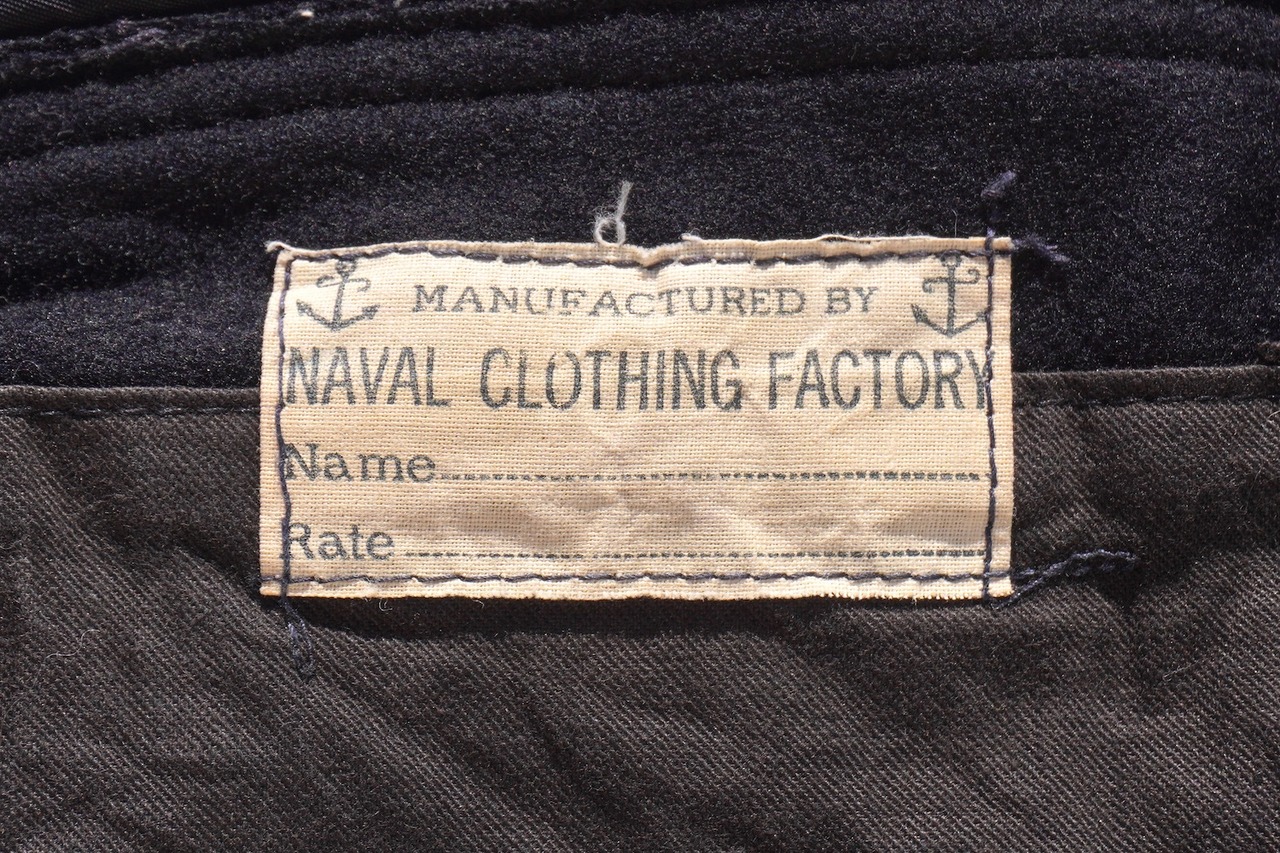 MANUFACTURED BY
NAVAL CLOTHING FACTORY
Name
Rate